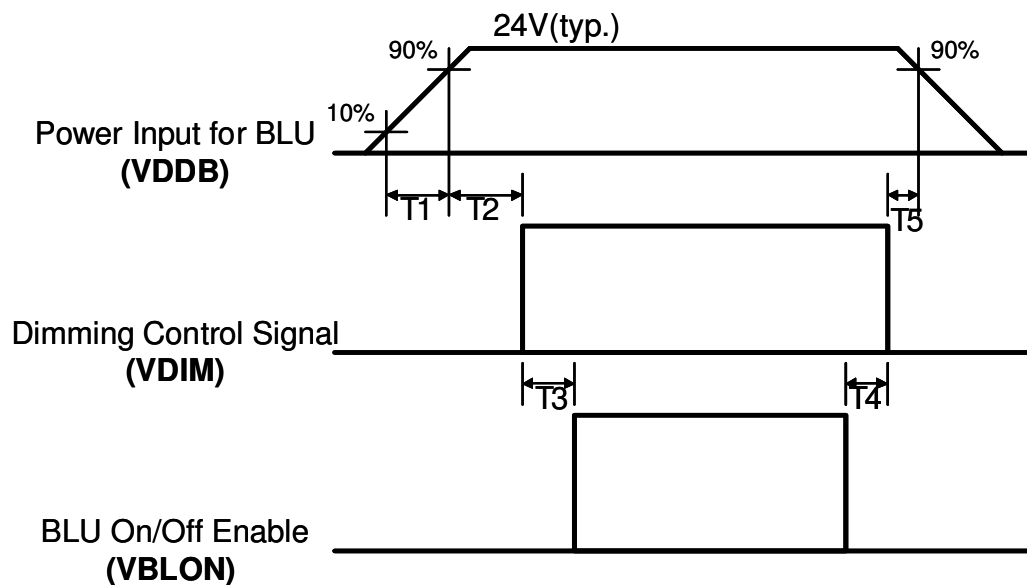 24V(typ.)
90%
90%
10%
Power Input for BLU
(VDDB)
T1
T2
T5
Dimming Control Signal
(VDIM)
T3
T4
BLU On/Off Enable
(VBLON)